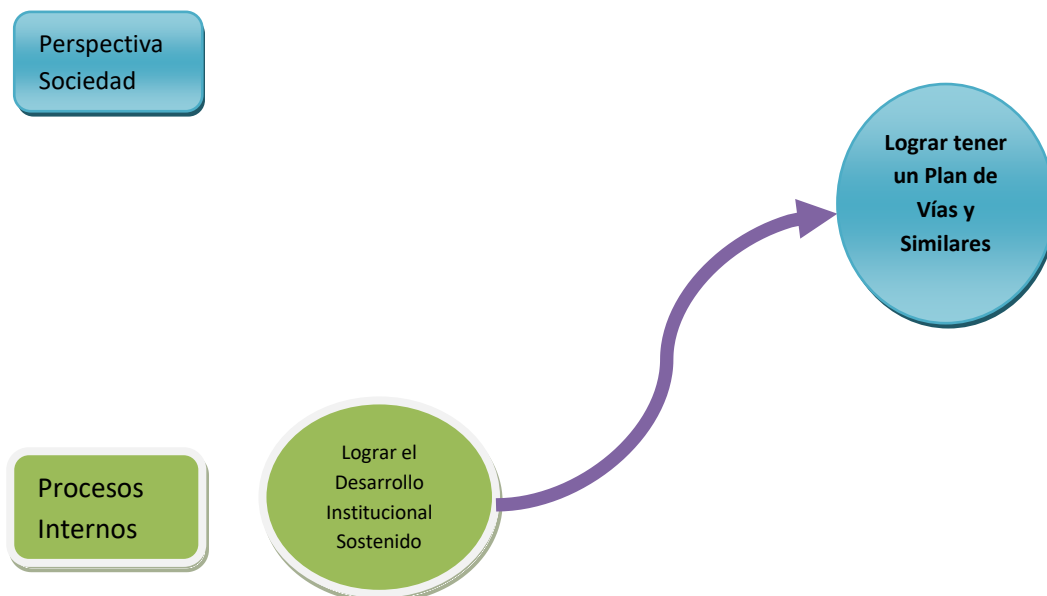 Perspectiva
Sociedad
Lograr tener
un Plan de
Vías y
Similares
Lograr el
Desarrollo
Institucional
Sostenido
Procesos
Internos